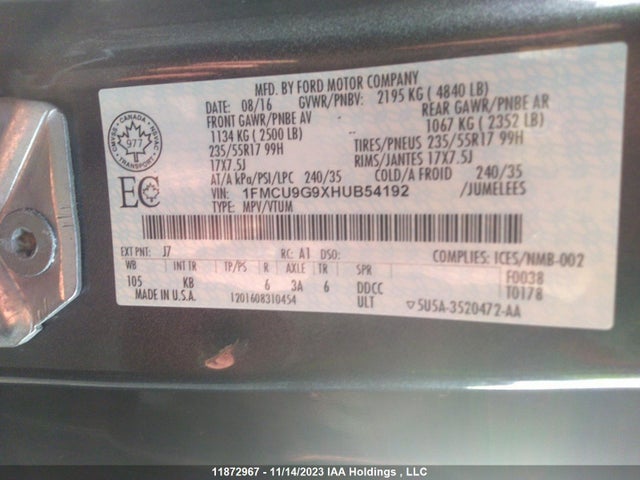 MFD. BY FORD MOTOR COMPANY
DATE: 08/16 GVWR/PNBV: 2195 KG ( 4840 LB)
FRONT GAWR/PNBE AV REAR GAWR/PNBE AR
1134 KG ( 2500 LB) 1067 KG ( 2352 LB)
235/55R17 99H TIRES/PNEUS 235/55R17 99H
17X7.5J RIMS/JANTES 17X7.5J
AT/A kPa/PSI/LPC 240/35 COLD/A FROID 240/35
VIN: 1FMCU9G9XHUB54192 /JUMELEES
TYPE: MPV/VTUM
CANADA
CMVSS NSVAC
977
EC
EXT PNT: J7 RC: A1 DSO: COMPLIES: ICES/NMB-002
WB INT TR TP/PS R AXLE TR SPR F0038
105 KB 6 3A 6 DDCC T0178
MADE IN U.S.A. 1201608310454 ULT ▽5U5A-3520472-AA
11872967 - 11/14/2023 IAA Holdings , LLC